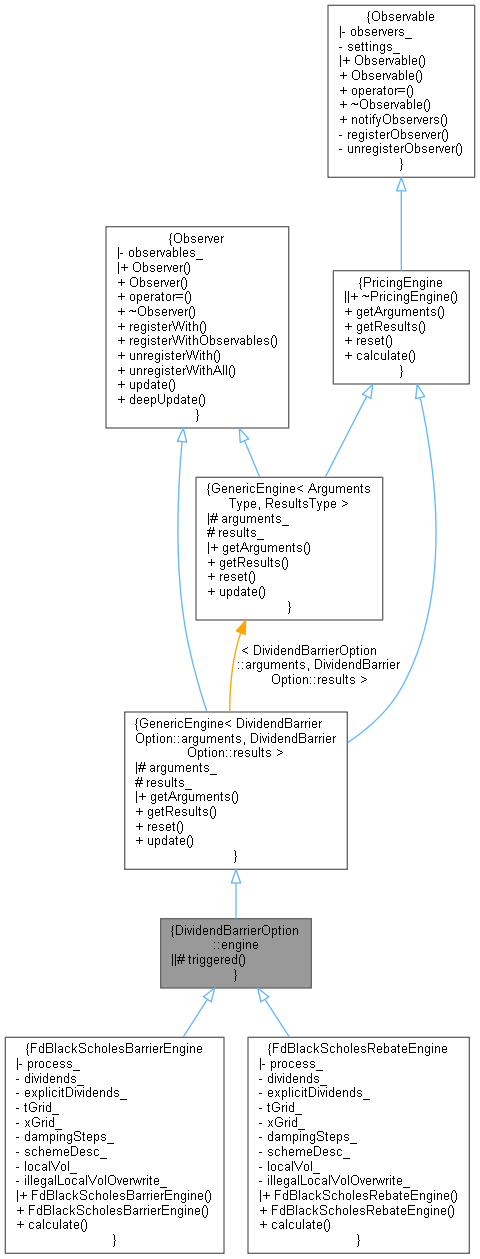 {Observable
|- observers_
- settings_
|+ Observable()
+ Observable()
+ operator=()
+ ~Observable()
+ notifyObservers()
- registerObserver()
- unregisterObserver()
}
{Observer
|- observables_
|+ Observer()
+ Observer()
+ operator=()
+ ~Observer()
+ registerWith()
+ registerWithObservables()
+ unregisterWith()
+ unregisterWithAll()
+ update()
+ deepUpdate()
}
{PricingEngine
||+ ~PricingEngine()
+ getArguments()
+ getResults()
+ reset()
+ calculate()
}
{GenericEngine< Arguments
Type, ResultsType >
|# arguments_
# results_
|+ getArguments()
+ getResults()
+ reset()
+ update()
}
< DividendBarrierOption
::arguments, DividendBarrier
Option::results >
{GenericEngine< DividendBarrier
Option::arguments, DividendBarrier
Option::results >
|# arguments_
# results_
|+ getArguments()
+ getResults()
+ reset()
+ update()
}
{DividendBarrierOption
::engine
||# triggered()
}
{FdBlackScholesBarrierEngine
|- process_
- dividends_
- explicitDividends_
- tGrid_
- xGrid_
- dampingSteps_
- schemeDesc_
- localVol_
- illegalLocalVolOverwrite_
|+ FdBlackScholesBarrierEngine()
+ FdBlackScholesBarrierEngine()
+ calculate()
}
{FdBlackScholesRebateEngine
|- process_
- dividends_
- explicitDividends_
- tGrid_
- xGrid_
- dampingSteps_
- schemeDesc_
- localVol_
- illegalLocalVolOverwrite_
|+ FdBlackScholesRebateEngine()
+ FdBlackScholesRebateEngine()
+ calculate()
}